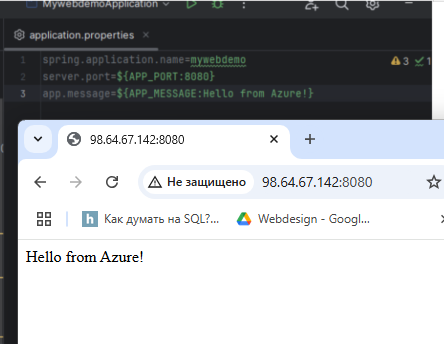 MywebdemoApplication
application.properties
3 1
1 spring.application.name=mywebdemo
2 server.port=${APP_PORT:8080}
3 app.message=${APP_MESSAGE:Hello from Azure!}
98.64.67.142:8080
Не защищено 98.64.67.142:8080
h Как думать на SQL?... Webdesign - Googl...
Hello from Azure!